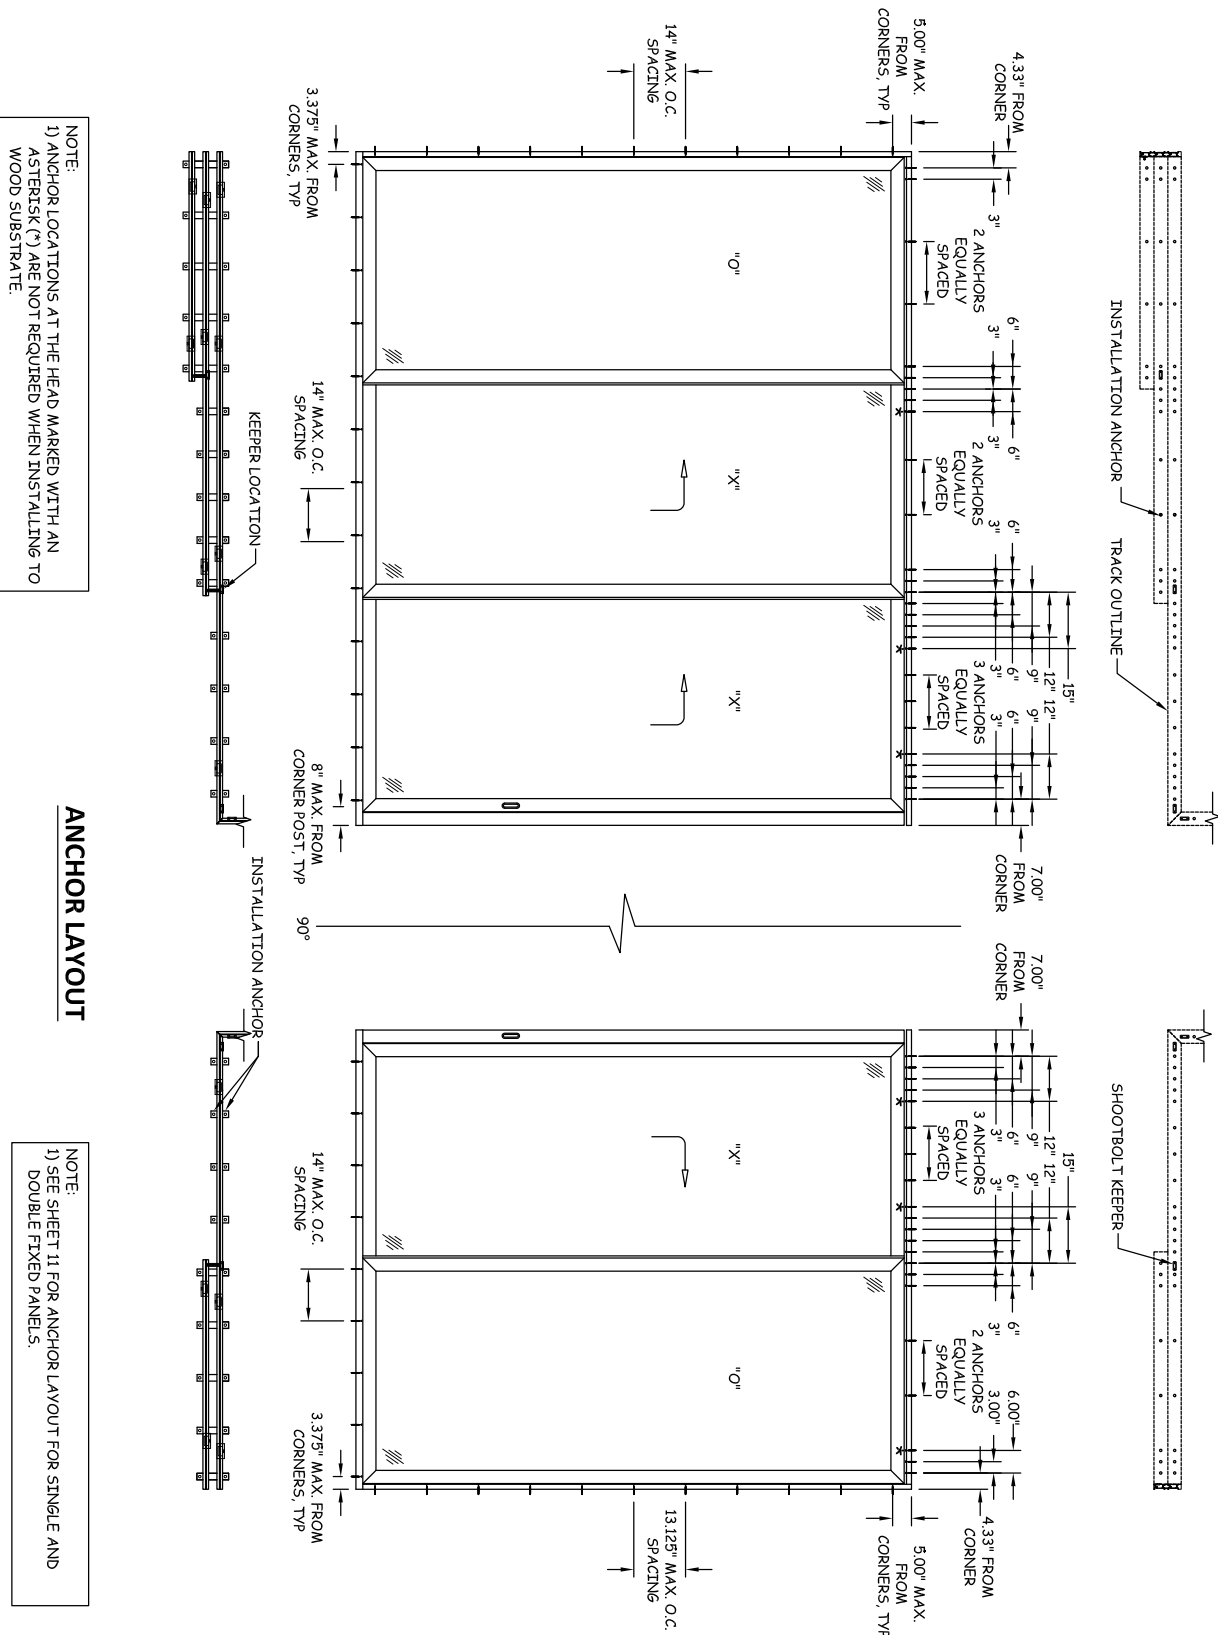 INSTALLATION ANCHOR
TRACK OUTLINE
SHOOTBOLT KEEPER
4.33" FROM
CORNER
5.00" MAX.
FROM
CORNERS, TYP
3"
2 ANCHORS
EQUALLY
SPACED
6"
3"
6"
3"
2 ANCHORS
EQUALLY
SPACED
6"
3"
15"
12" 12"
9" 9"
6" 6"
3" 3"
3 ANCHORS
EQUALLY
SPACED
7.00"
FROM
CORNER
7.00"
FROM
CORNER
15"
12" 12"
9" 9"
6" 6"
3" 3"
3 ANCHORS
EQUALLY
SPACED
6"
3"
2 ANCHORS
EQUALLY
SPACED
6.00"
3.00"
4.33" FROM
CORNER
5.00" MAX.
FROM
CORNERS, TYP
*
*
*
*
*
*
"O"
"X"
"X"
"X"
"O"
14" MAX. O.C.
SPACING
13.125" MAX. O.C.
SPACING
3.375" MAX. FROM
CORNERS, TYP
14" MAX. O.C.
SPACING
8" MAX. FROM
CORNER POST, TYP
90°
14" MAX. O.C.
SPACING
3.375" MAX. FROM
CORNERS, TYP
KEEPER LOCATION
INSTALLATION ANCHOR
NOTE:
1) ANCHOR LOCATIONS AT THE HEAD MARKED WITH AN
ASTERISK (*) ARE NOT REQUIRED WHEN INSTALLING TO
WOOD SUBSTRATE.
ANCHOR LAYOUT
NOTE:
1) SEE SHEET 11 FOR ANCHOR LAYOUT FOR SINGLE AND
DOUBLE FIXED PANELS.